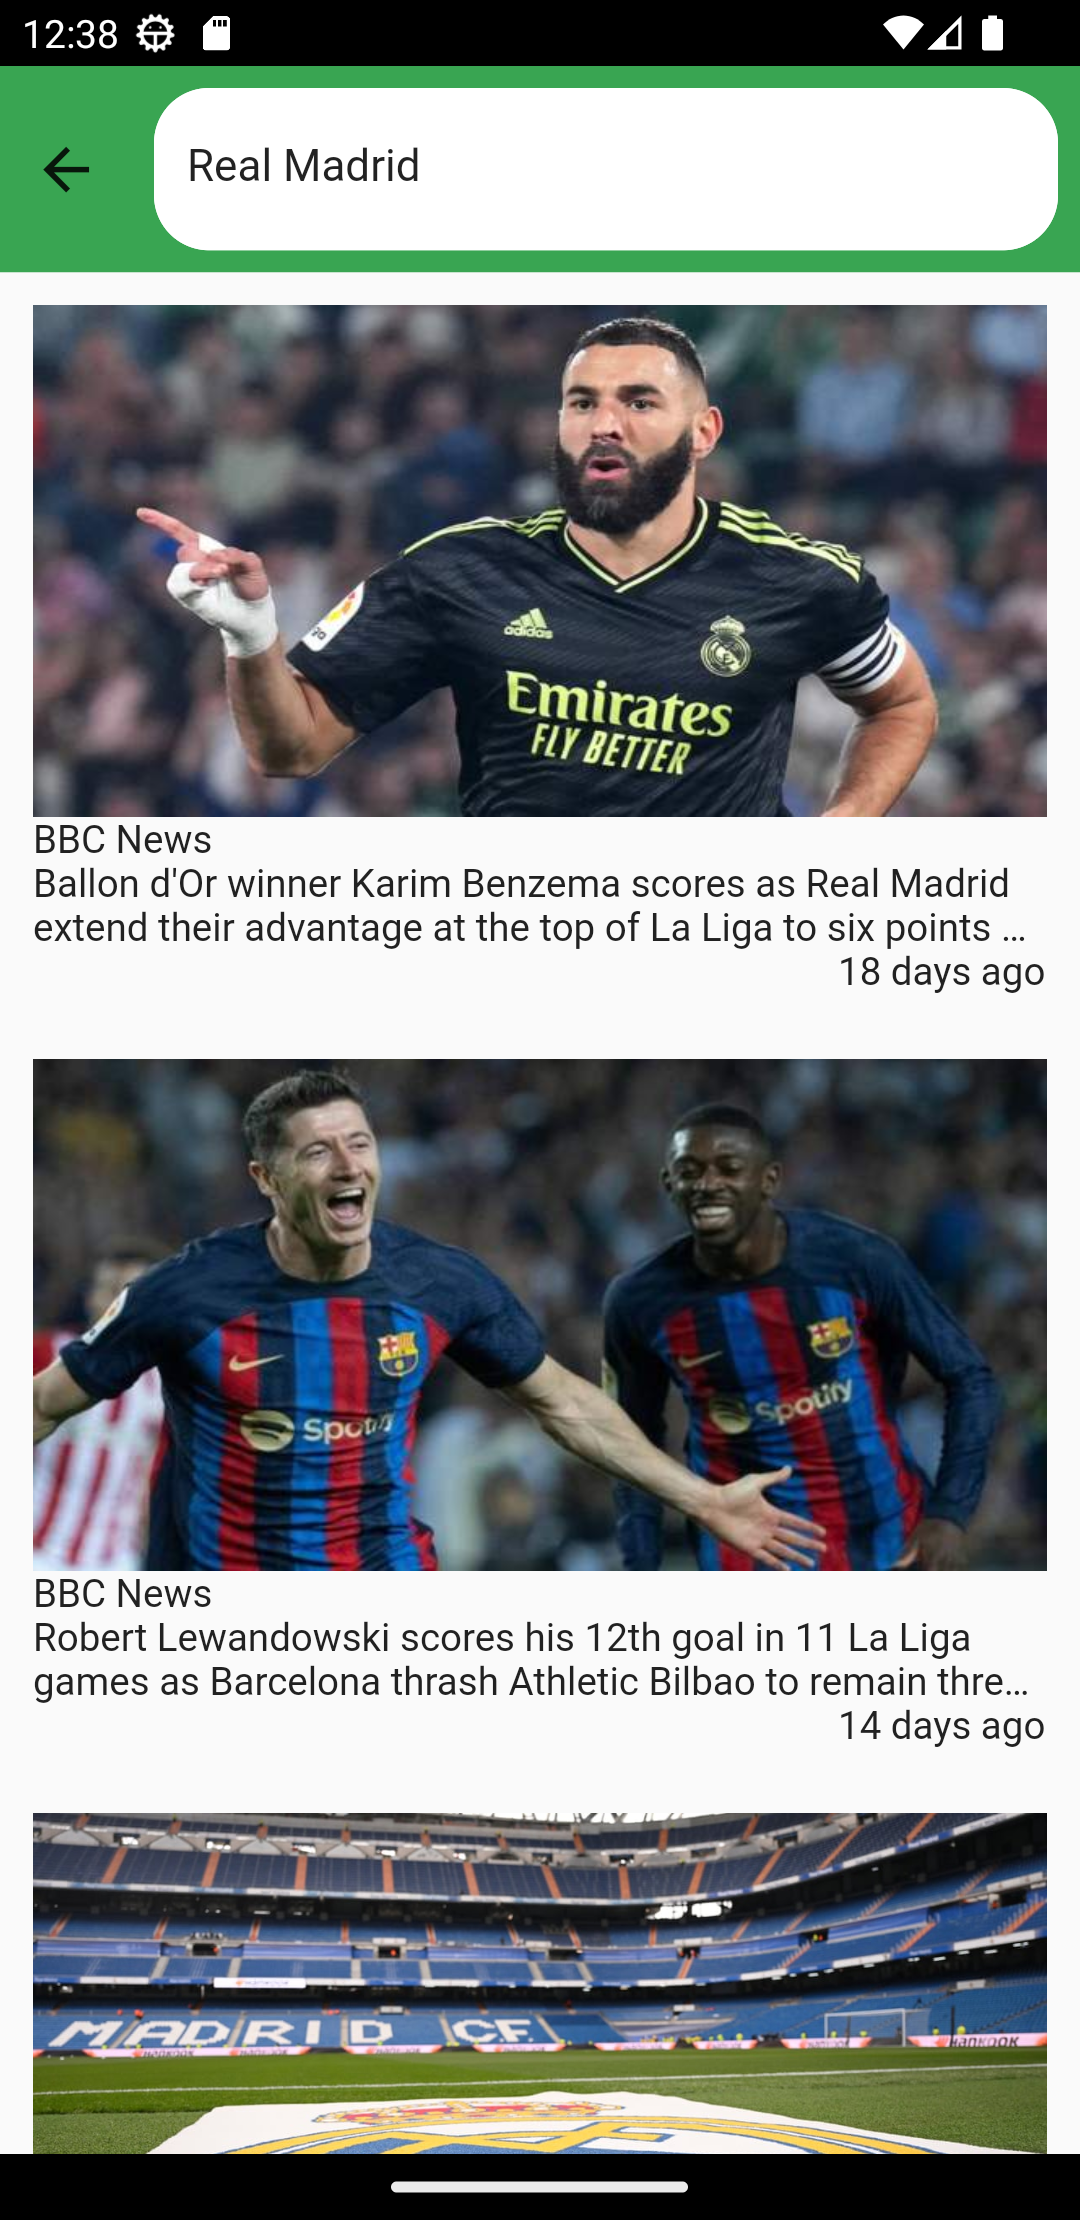 12:38
Real Madrid
adidas
Emirates
FLY BETTER
BBC News
Ballon d'Or winner Karim Benzema scores as Real Madrid
extend their advantage at the top of La Liga to six points …
18 days ago
Spotify
Spotify
BBC News
Robert Lewandowski scores his 12th goal in 11 La Liga
games as Barcelona thrash Athletic Bilbao to remain thre…
14 days ago
MADRID C.F.
HANKOOK
HANKOOK